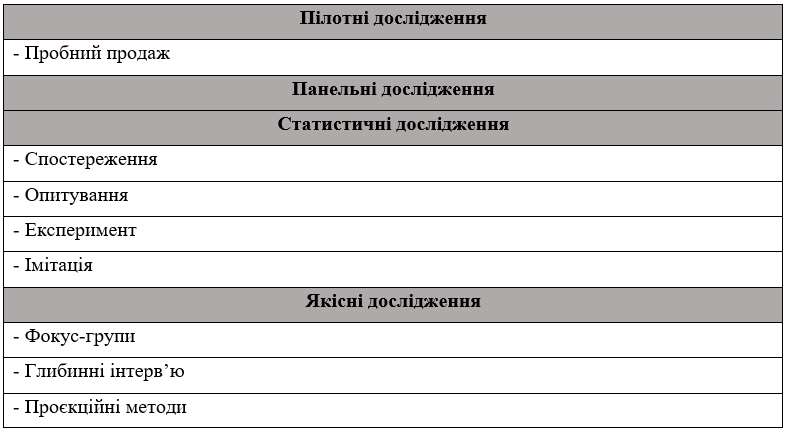 Пілотні дослідження
- Пробний продаж
Панельні дослідження
Статистичні дослідження
- Спостереження
- Опитування
- Експеримент
- Імітація
Якісні дослідження
- Фокус-групи
- Глибинні інтерв’ю
- Проєкційні методи